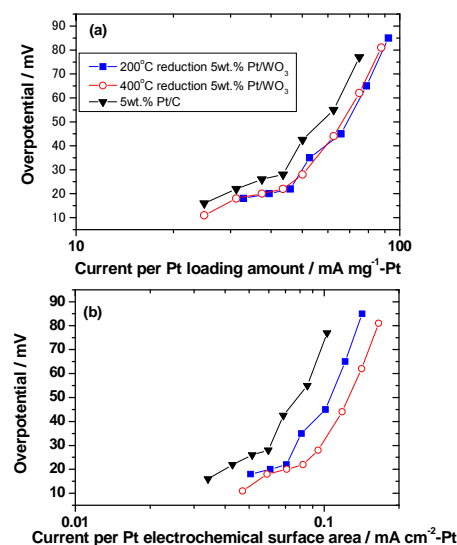 (a)
90
80
70
60
50
40
30
20
10
Overpotential / mV
200°C reduction 5wt.% Pt/WO₃
400°C reduction 5wt.% Pt/WO₃
5wt.% Pt/C
10
100
Current per Pt loading amount / mA mg⁻¹-Pt
(b)
90
80
70
60
50
40
30
20
10
Overpotential / mV
0.01
0.1
Current per Pt electrochemical surface area / mA cm⁻²-Pt